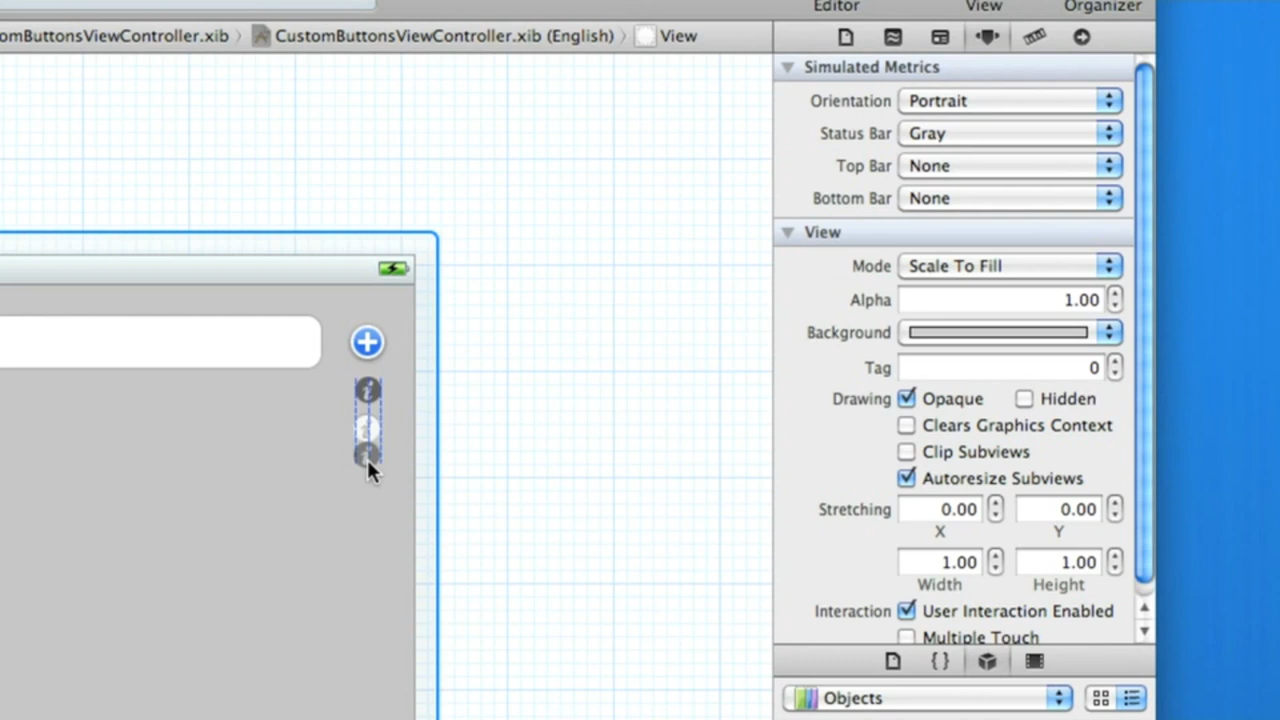 Editor View Organizer
omButtonsViewController.xib 〉 CustomButtonsViewController.xib (English) 〉 View
Simulated Metrics
Orientation Portrait
Status Bar Gray
Top Bar None
Bottom Bar None
View
Mode Scale To Fill
Alpha 1.00
Background
Tag 0
Drawing Opaque Hidden
Clears Graphics Context
Clip Subviews
Autoresize Subviews
Stretching 0.00 0.00
X Y
1.00 1.00
Width Height
Interaction User Interaction Enabled
Multiple Touch
{ }
Objects